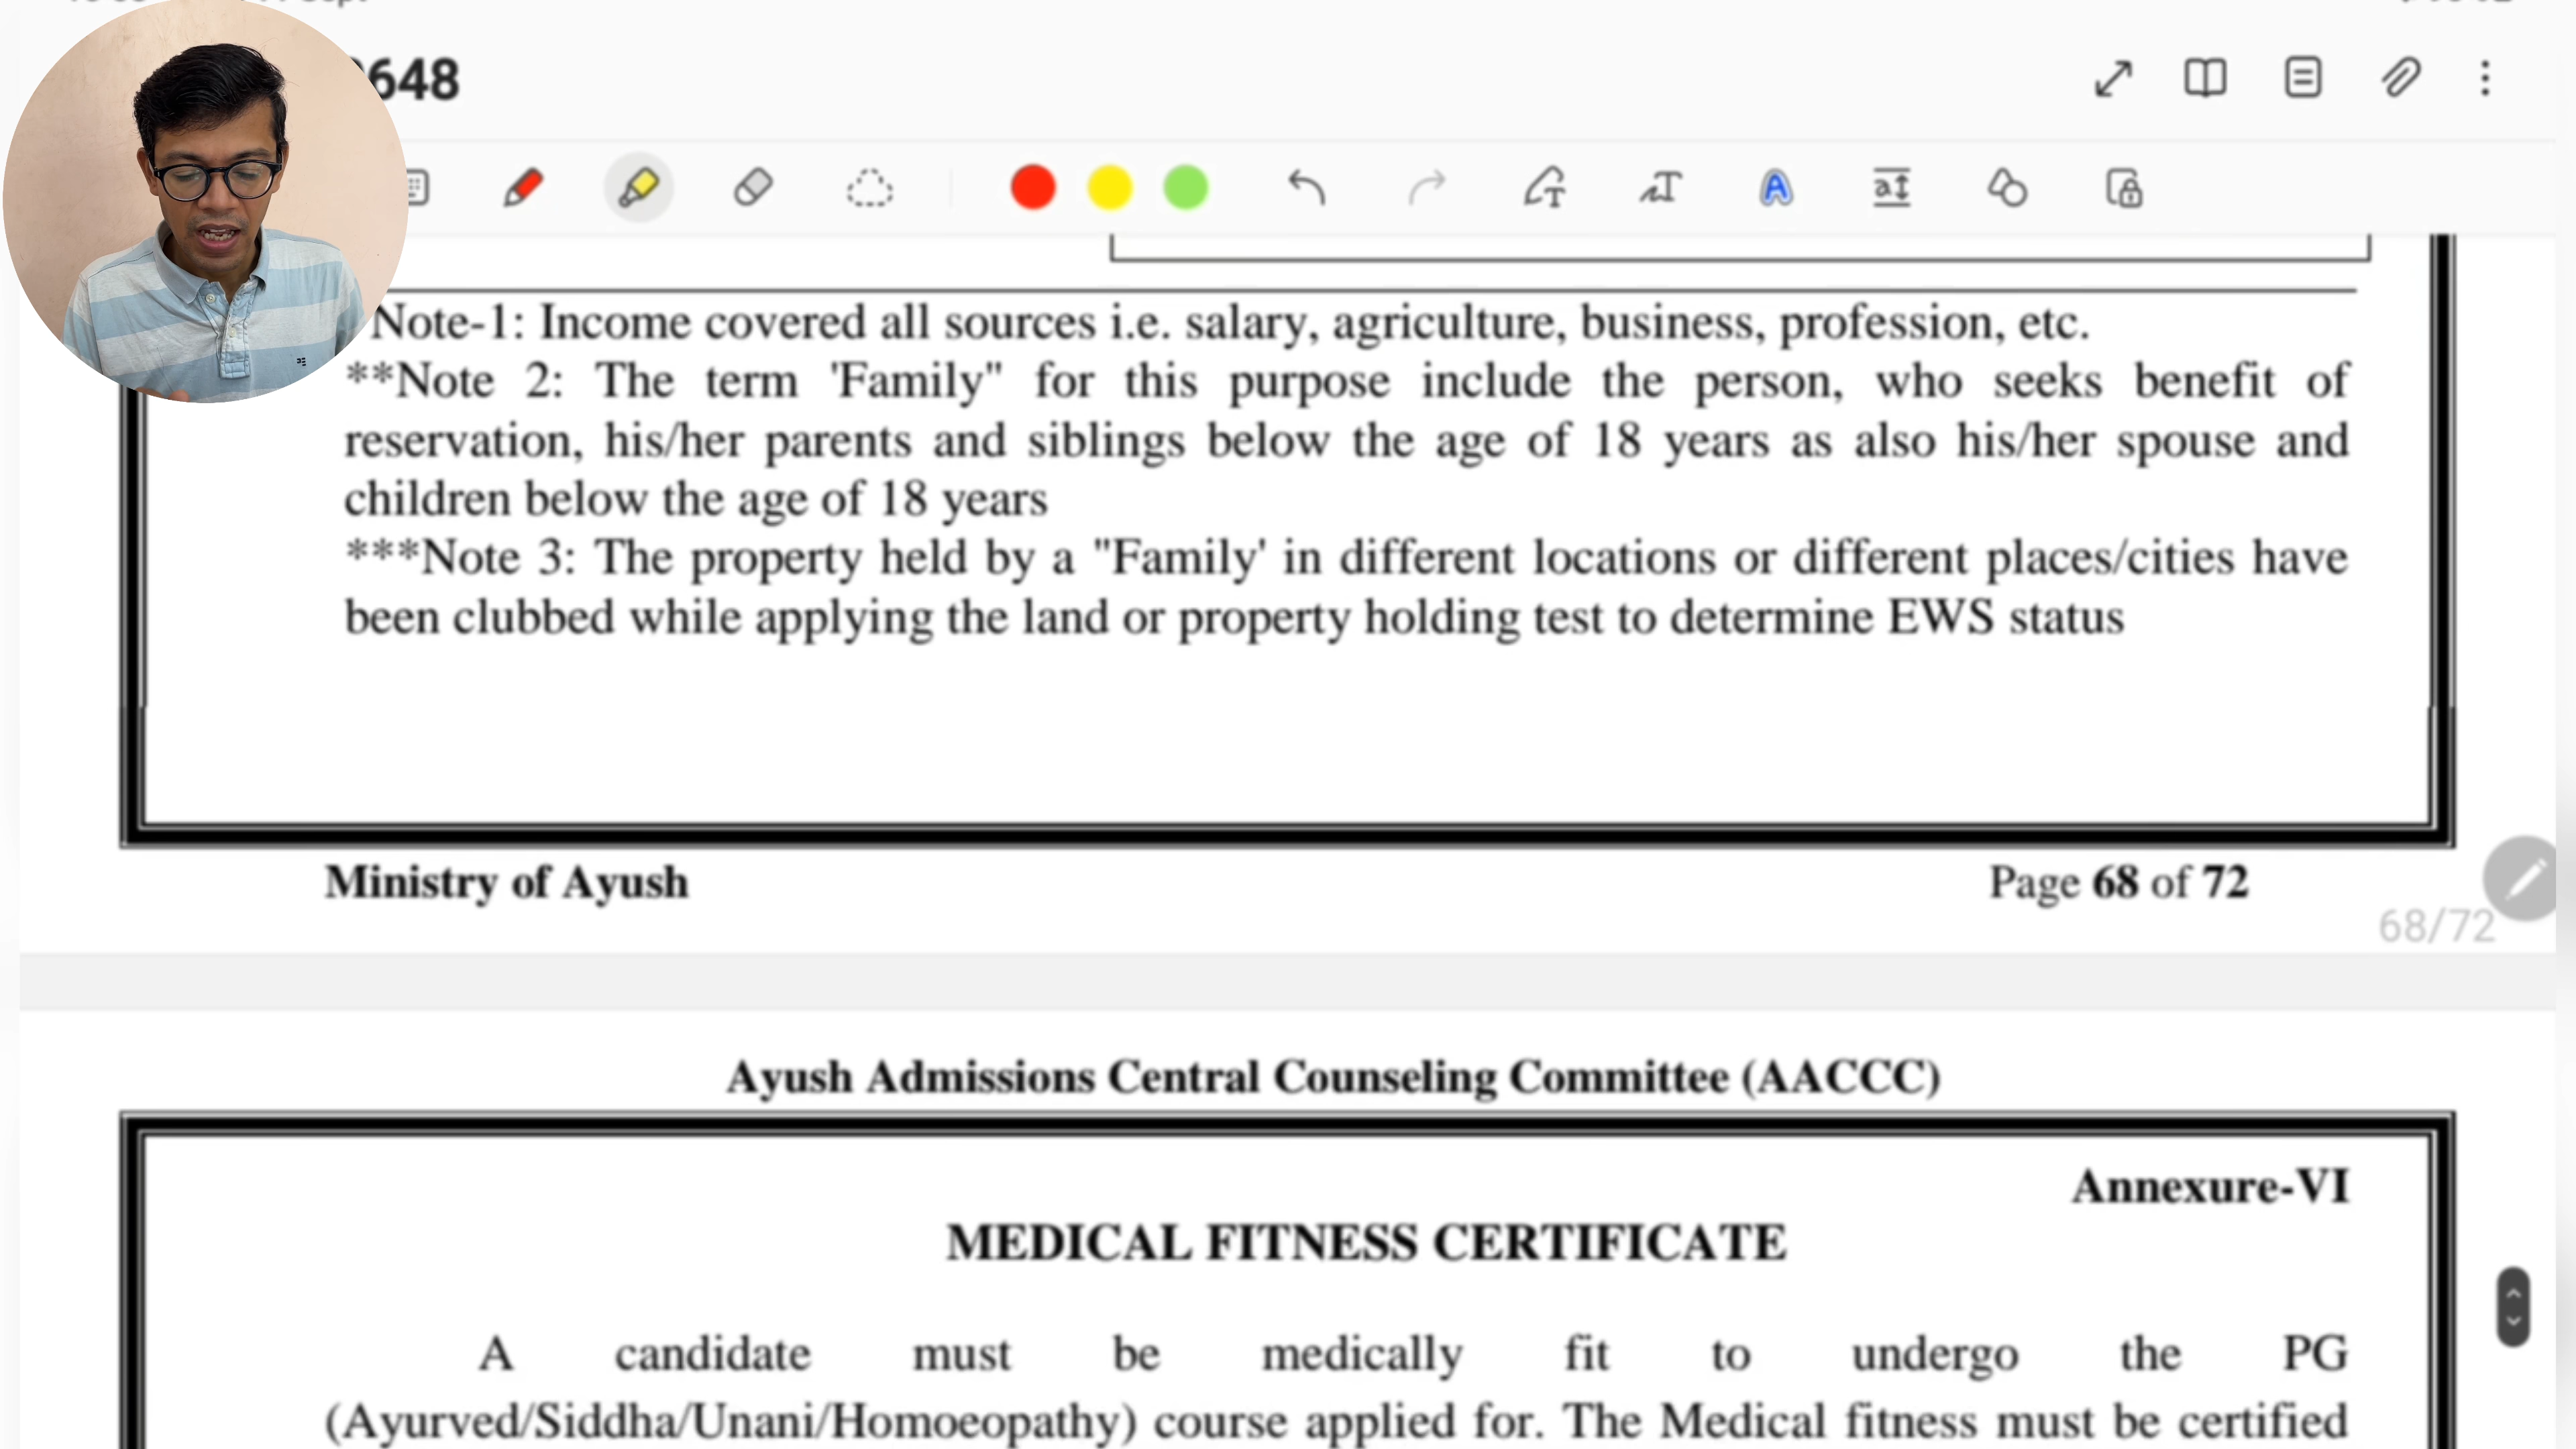 648
Note-1: Income covered all sources i.e. salary, agriculture, business, profession, etc.
**Note 2: The term 'Family" for this purpose include the person, who seeks benefit of
reservation, his/her parents and siblings below the age of 18 years as also his/her spouse and
children below the age of 18 years
***Note 3: The property held by a "Family' in different locations or different places/cities have
been clubbed while applying the land or property holding test to determine EWS status
Ministry of Ayush
Page 68 of 72
68/72
Ayush Admissions Central Counseling Committee (AACCC)
Annexure-VI
MEDICAL FITNESS CERTIFICATE
A candidate must be medically fit to undergo the PG
(Ayurved/Siddha/Unani/Homoeopathy) course applied for. The Medical fitness must be certified